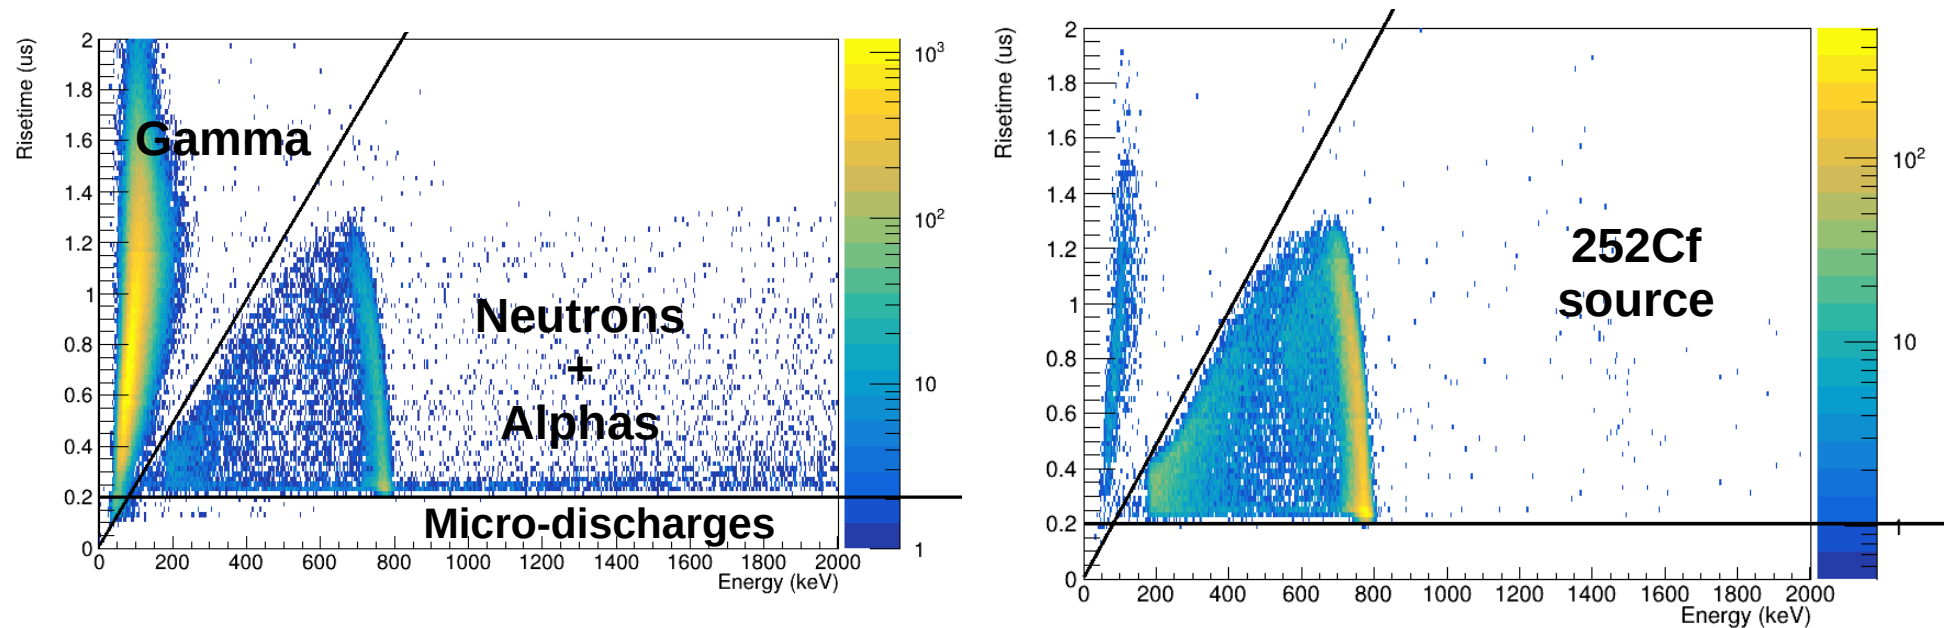 Risetime (us)
2
1.8
1.6
1.4
1.2
1
0.8
0.6
0.4
0.2
0
Gamma
Neutrons
+
Alphas
Micro-discharges
0 200 400 600 800 1000 1200 1400 1600 1800 2000
Energy (keV)
10³
10²
10
1
Risetime (us)
2
1.8
1.6
1.4
1.2
1
0.8
0.6
0.4
0.2
0
252Cf
source
0 200 400 600 800 1000 1200 1400 1600 1800 2000
Energy (keV)
10²
10
1